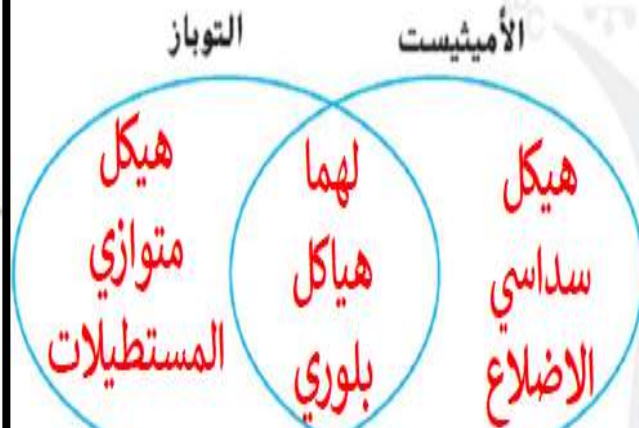 الأميثيست
التوباز
هيكل
سداسي
الاضلاع
لهما
هياكل
بلوري
هيكل
متوازي
المستطيلات